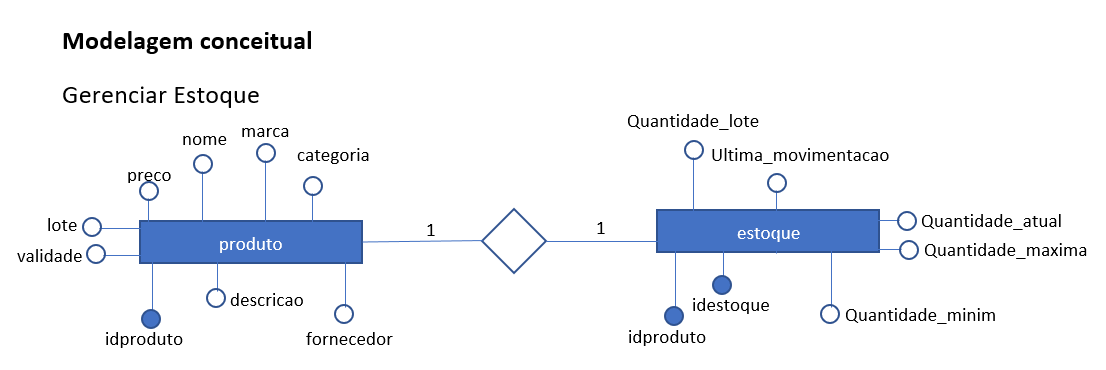 Modelagem conceitual
Gerenciar Estoque
nome
marca
categoria
preco
lote
validade
produto
idproduto
descricao
fornecedor
1
1
Quantidade_lote
Ultima_movimentacao
estoque
Quantidade_atual
Quantidade_maxima
idestoque
idproduto
Quantidade_minim